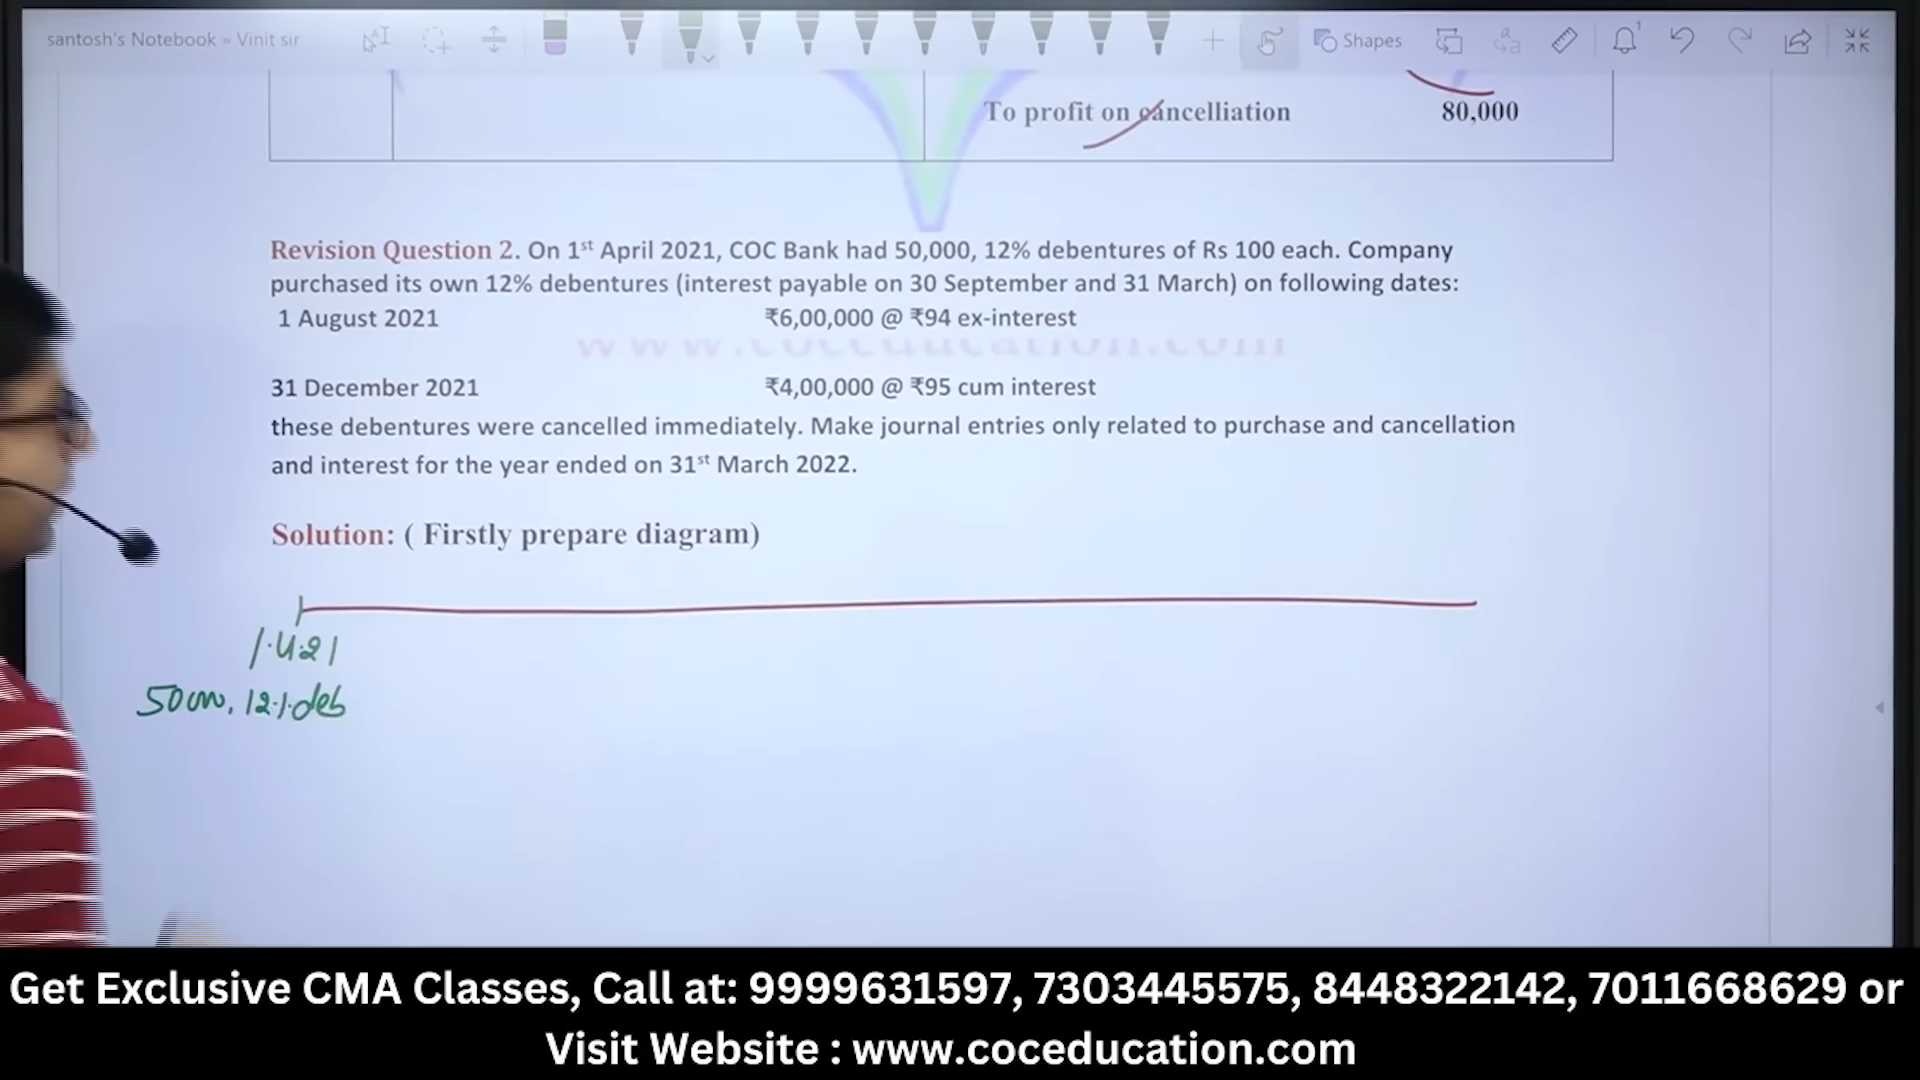 santosh's Notebook » Vinit sir
Shapes
To profit on cancelliation 80,000
Revision Question 2. On 1st April 2021, COC Bank had 50,000, 12% debentures of Rs 100 each. Company
purchased its own 12% debentures (interest payable on 30 September and 31 March) on following dates:
1 August 2021 ₹6,00,000 @ ₹94 ex-interest
www.coceducation.com
31 December 2021 ₹4,00,000 @ ₹95 cum interest
these debentures were cancelled immediately. Make journal entries only related to purchase and cancellation
and interest for the year ended on 31st March 2022.
Solution: ( Firstly prepare diagram)
1.4.21
12% deb
Get Exclusive CMA Classes, Call at: 9999631597, 7303445575, 8448322142, 7011668629 or
Visit Website : www.coceducation.com